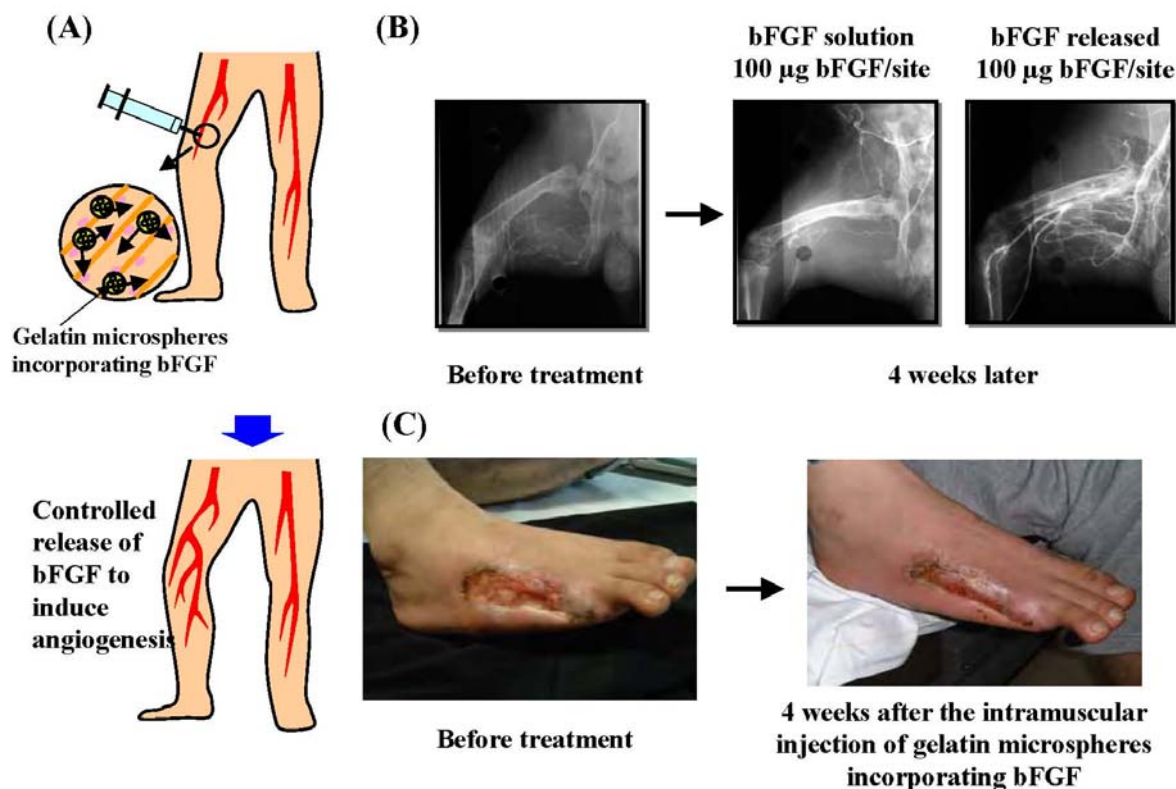 (A)
Gelatin microspheres
incorporating bFGF
Controlled
release of
bFGF to
induce
angiogenesis
(B)
bFGF solution
100 µg bFGF/site
bFGF released
100 µg bFGF/site
Before treatment
4 weeks later
(C)
Before treatment
4 weeks after the intramuscular
injection of gelatin microspheres
incorporating bFGF